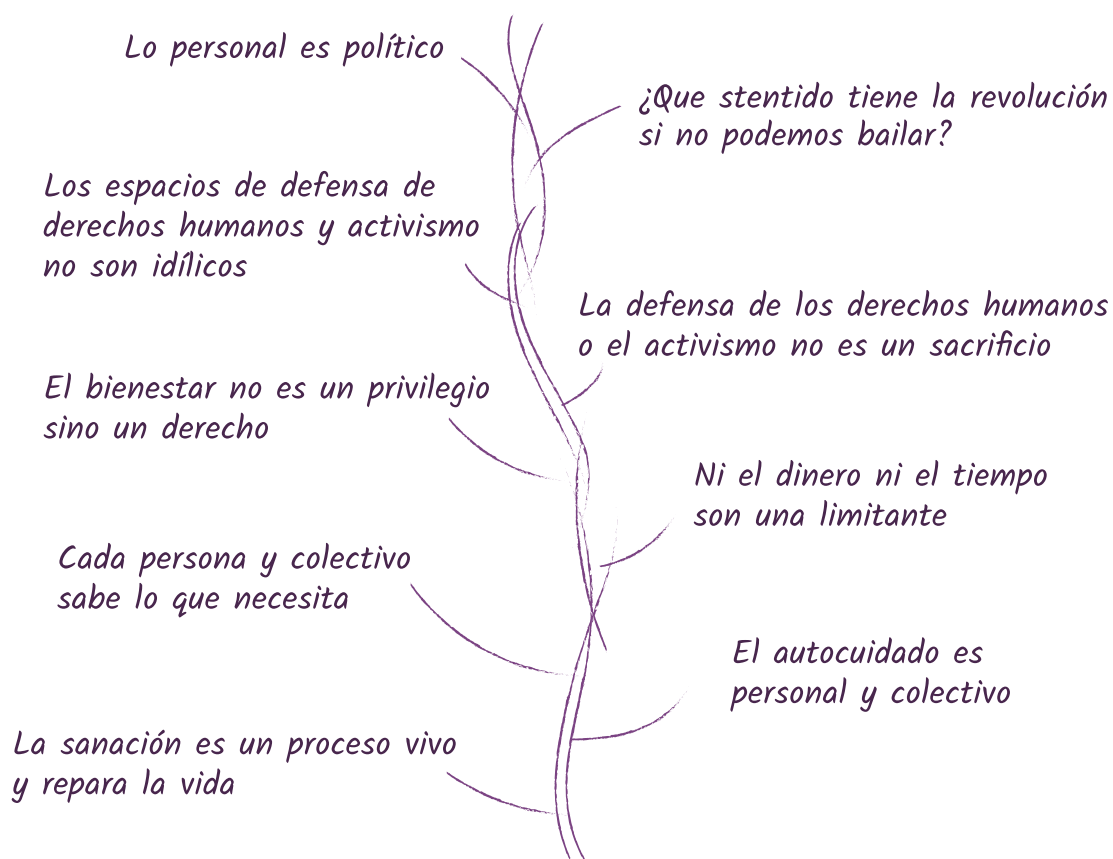 Lo personal es político
¿Que stentido tiene la revolución
si no podemos bailar?
Los espacios de defensa de
derechos humanos y activismo
no son idílicos
La defensa de los derechos humanos
o el activismo no es un sacrificio
El bienestar no es un privilegio
sino un derecho
Ni el dinero ni el tiempo
son una limitante
Cada persona y colectivo
sabe lo que necesita
El autocuidado es
personal y colectivo
La sanación es un proceso vivo
y repara la vida